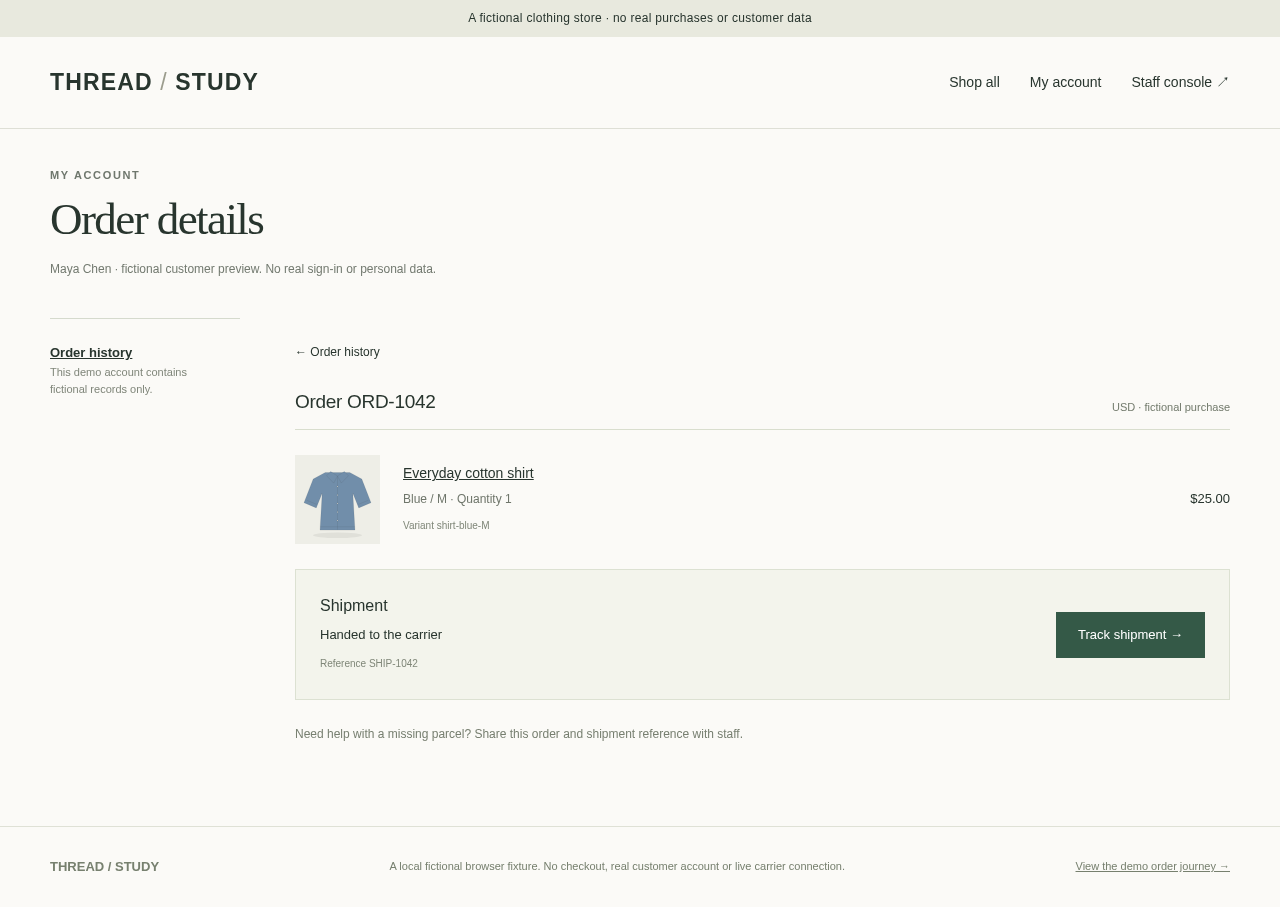 A fictional clothing store · no real purchases or customer data
THREAD / STUDY
Shop all
My account
Staff console ↗
MY ACCOUNT
Order details
Maya Chen · fictional customer preview. No real sign-in or personal data.
Order history
This demo account contains
fictional records only.
← Order history
Order ORD-1042
USD · fictional purchase
Everyday cotton shirt
Blue / M · Quantity 1
$25.00
Variant shirt-blue-M
Shipment
Handed to the carrier
Reference SHIP-1042
Track shipment →
Need help with a missing parcel? Share this order and shipment reference with staff.
THREAD / STUDY
A local fictional browser fixture. No checkout, real customer account or live carrier connection.
View the demo order journey →